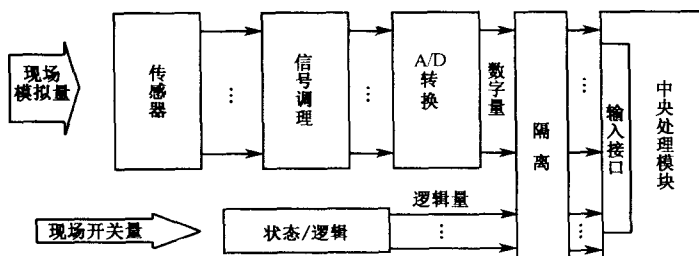 现场
模拟量
传感器
信号调理
A/D
转换
数字量
隔离
输入接口
中央处理模块
逻辑量
现场开关量
状态/逻辑